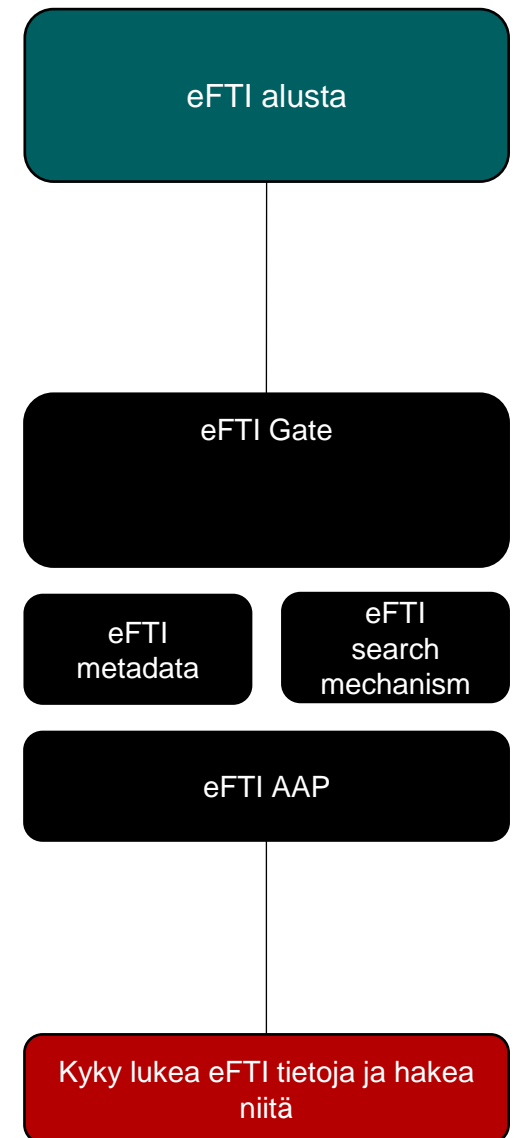 eFTI alusta
eFTI Gate
eFTI
metadata
eFTI
search
mechanism
eFTI AAP
Kyky lukea eFTI tietoja ja hakea
niitä